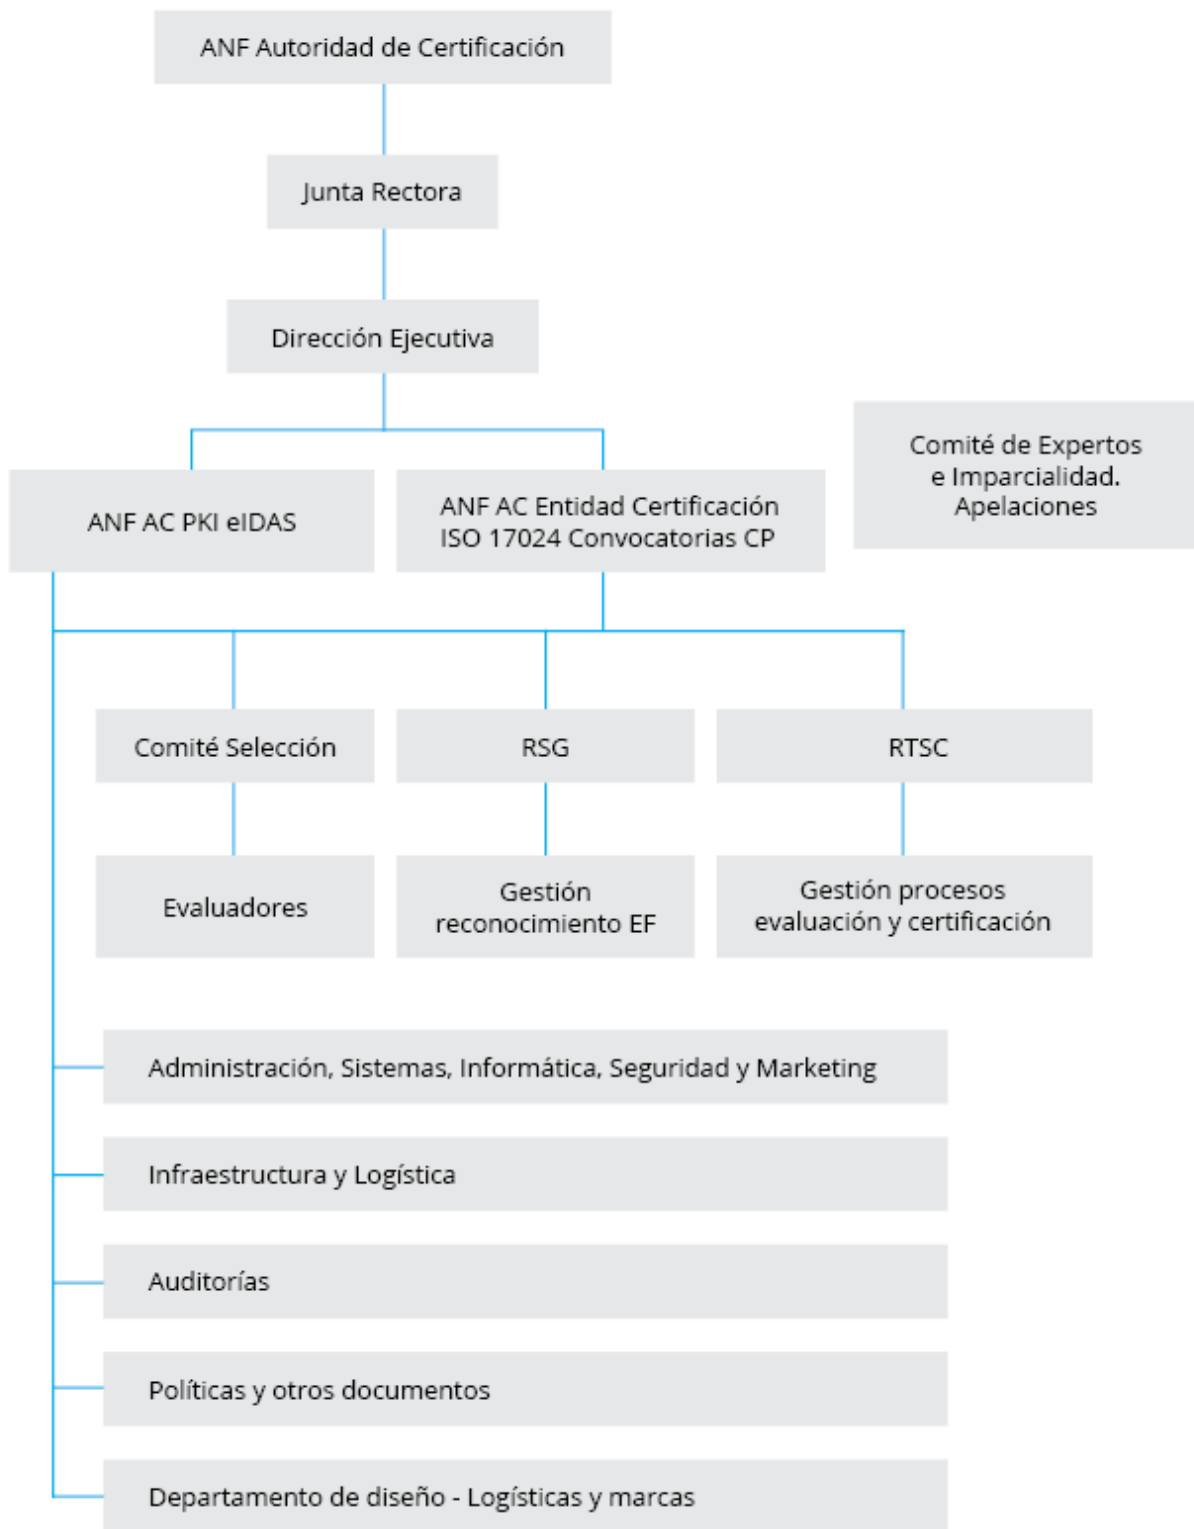 ANF Autoridad de Certificación
Junta Rectora
Dirección Ejecutiva
Comité de Expertos
e Imparcialidad.
Apelaciones
ANF AC PKI eIDAS
ANF AC Entidad Certificación
ISO 17024 Convocatorias CP
Comité Selección
RSG
RTSC
Evaluadores
Gestión
reconocimiento EF
Gestión procesos
evaluación y certificación
Administración, Sistemas, Informática, Seguridad y Marketing
Infraestructura y Logística
Auditorías
Políticas y otros documentos
Departamento de diseño - Logísticas y marcas